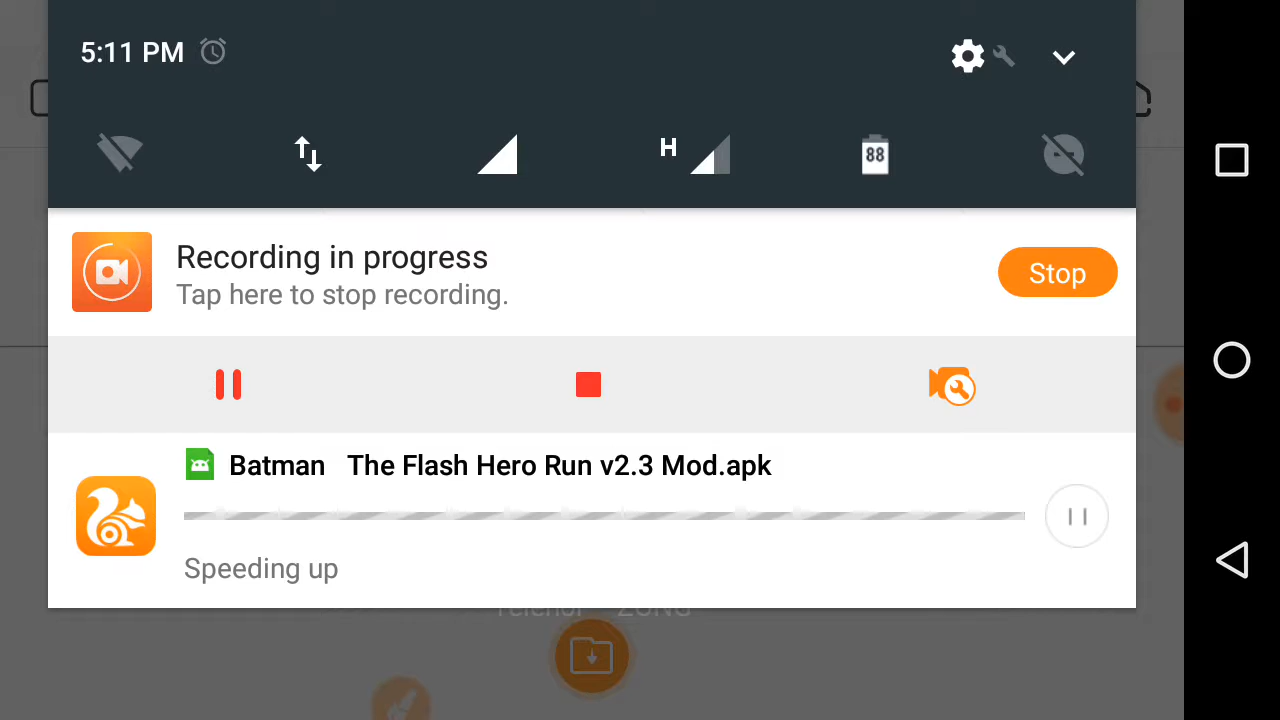 5:11 PM
H
88
Recording in progress
Tap here to stop recording.
Stop
Batman The Flash Hero Run v2.3 Mod.apk
Speeding up
Telenor ZONG